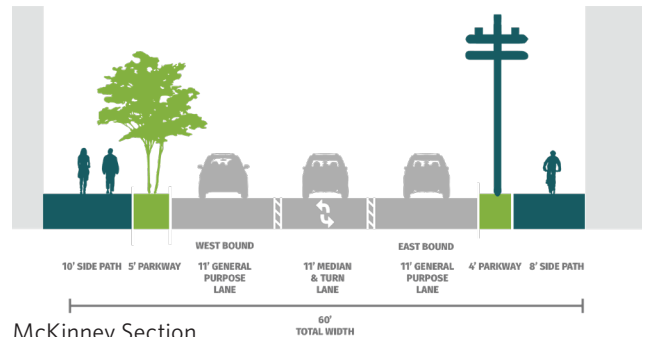 WEST BOUND
EAST BOUND
10' SIDE PATH
5' PARKWAY
11' GENERAL
PURPOSE
LANE
11' MEDIAN
& TURN
LANE
11' GENERAL
PURPOSE
LANE
4' PARKWAY
8' SIDE PATH
60'
TOTAL WIDTH
McKinney Section